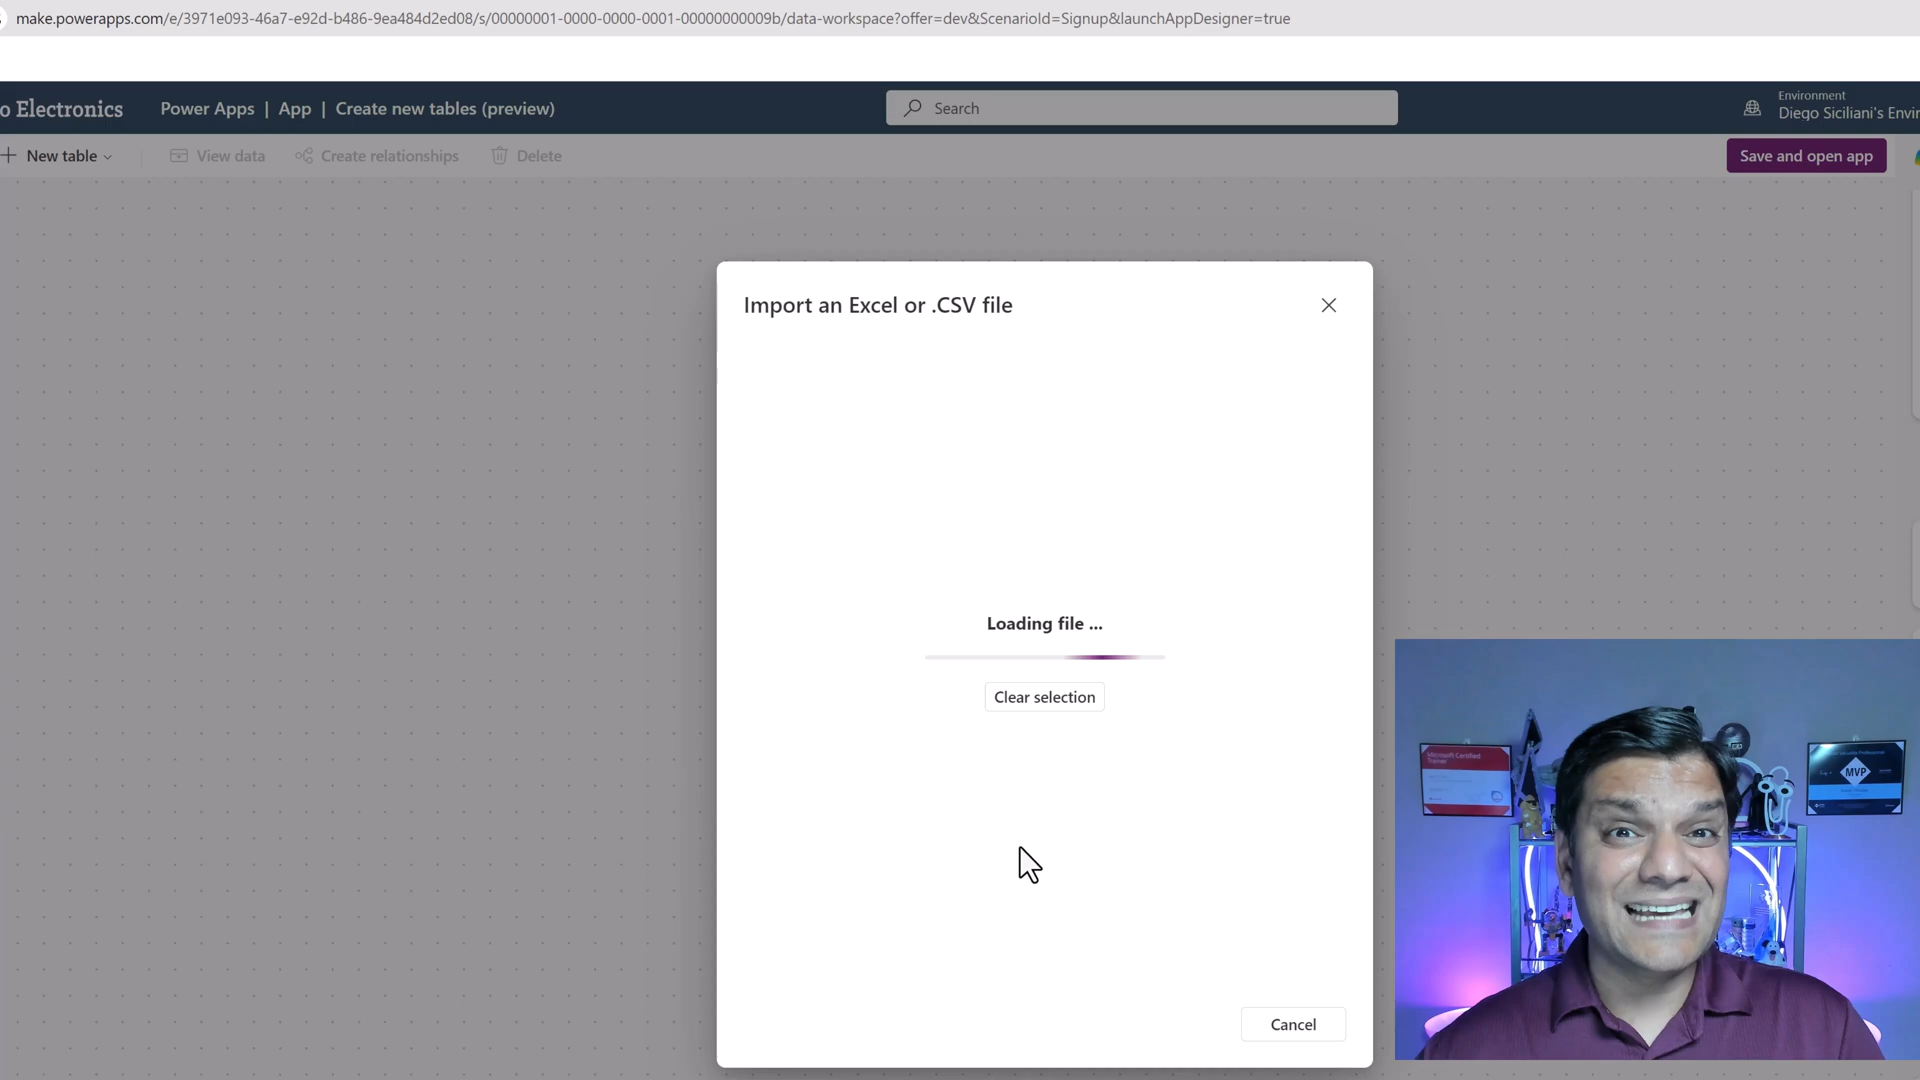 make.powerapps.com/e/3971e093-46a7-e92d-b486-9ea484d2ed08/s/00000001-0000-0000-0001-00000000009b/data-workspace?offer=dev&ScenarioId=Signup&launchAppDesigner=true
o Electronics
Power Apps | App | Create new tables (preview)
Search
Environment
Diego Siciliani's Envir
New table
View data
Create relationships
Delete
Save and open app
Import an Excel or .CSV file
Loading file ...
Clear selection
Cancel
Microsoft Certified
Trainer
MVP